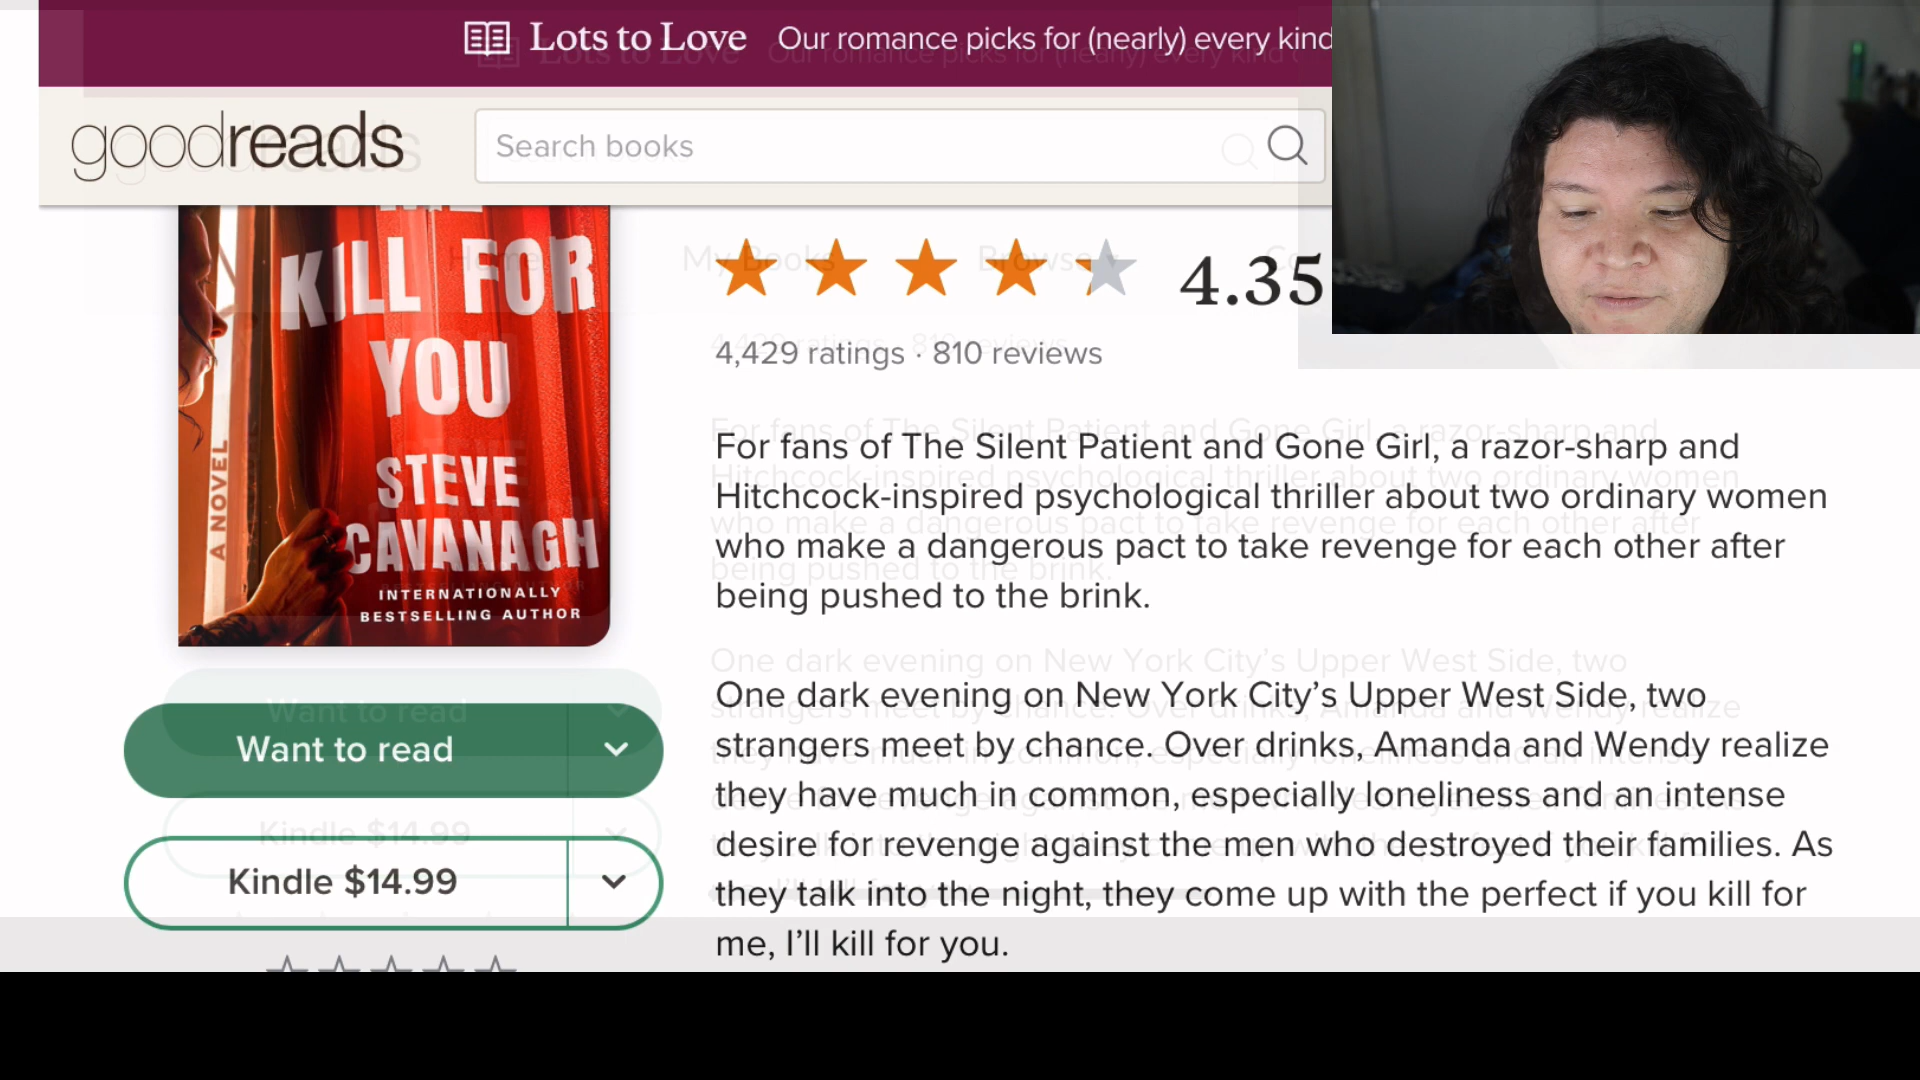 Lots to Love Our romance picks for (nearly) every kind
goodreads
Search books
KILL FOR
YOU
STEVE
CAVANAGH
A NOVEL
INTERNATIONALLY
BESTSELLING AUTHOR
4.35
4,429 ratings · 810 reviews
For fans of The Silent Patient and Gone Girl, a razor-sharp and
Hitchcock-inspired psychological thriller about two ordinary women
who make a dangerous pact to take revenge for each other after
being pushed to the brink.
One dark evening on New York City’s Upper West Side, two
strangers meet by chance. Over drinks, Amanda and Wendy realize
they have much in common, especially loneliness and an intense
desire for revenge against the men who destroyed their families. As
they talk into the night, they come up with the perfect if you kill for
me, I’ll kill for you.
Want to read
Kindle $14.99